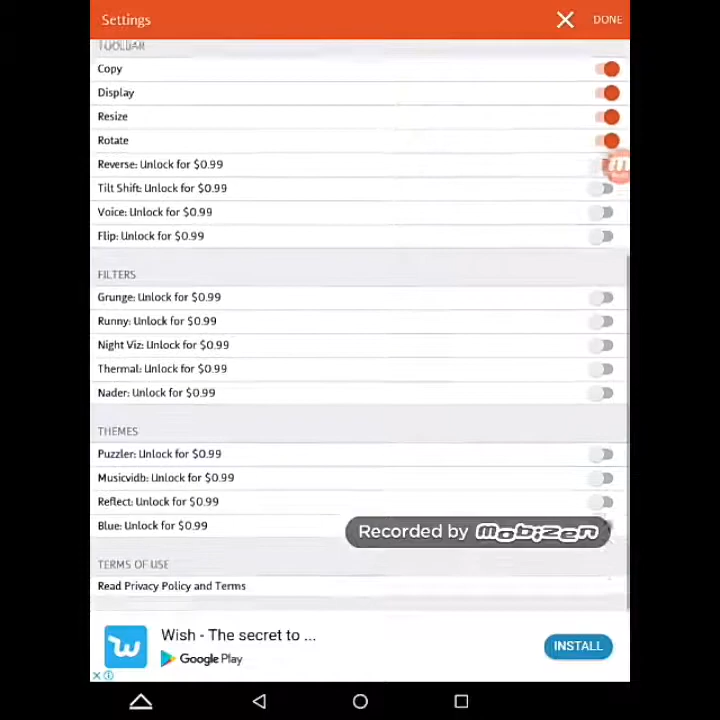 Settings
DONE
TOOLBAR
Copy
Display
Resize
Rotate
Reverse: Unlock for $0.99
Tilt Shift: Unlock for $0.99
Voice: Unlock for $0.99
Flip: Unlock for $0.99
FILTERS
Grunge: Unlock for $0.99
Runny: Unlock for $0.99
Night Viz: Unlock for $0.99
Thermal: Unlock for $0.99
Nader: Unlock for $0.99
THEMES
Puzzler: Unlock for $0.99
Musicvidb: Unlock for $0.99
Reflect: Unlock for $0.99
Blue: Unlock for $0.99
Recorded by mobizen
TERMS OF USE
Read Privacy Policy and Terms
Wish - The secret to ...
Google Play
INSTALL